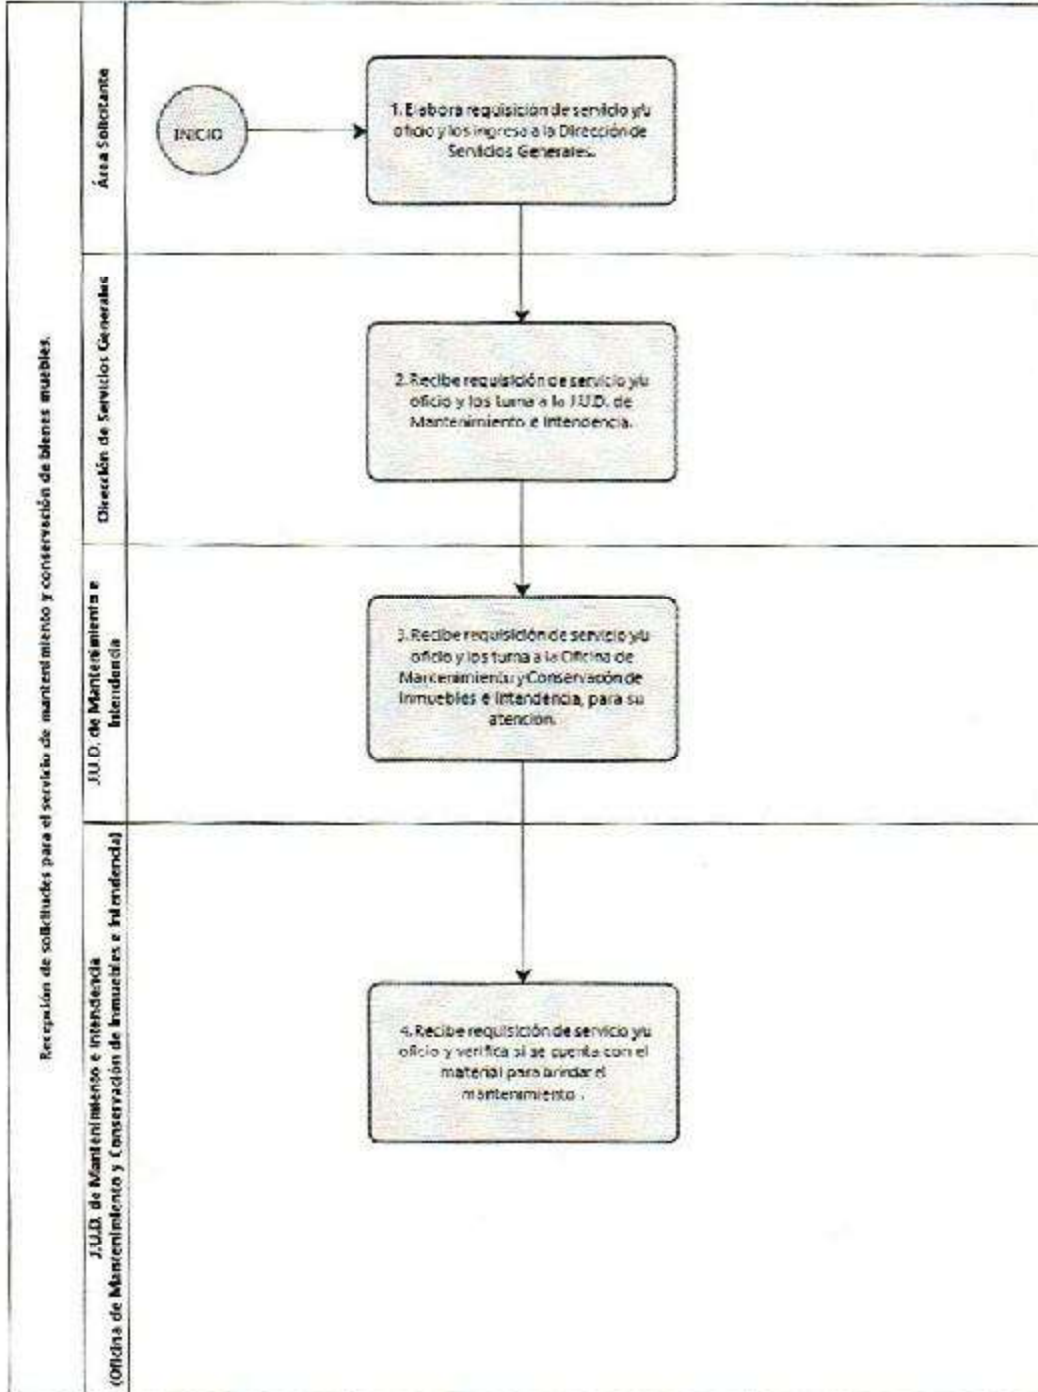 Recepción de solicitudes para el servicio de mantenimiento y conservación de bienes muebles.
Área Solicitante
INICIO
1. Elabora requisición de servicio y/u
oficio y los ingresa a la Dirección de
Servicios Generales.
Dirección de Servicios Generales
2. Recibe requisición de servicio y/u
oficio y los turna a la J.U.D. de
Mantenimiento e Intendencia.
J.U.D. de Mantenimiento e
Intendencia
3. Recibe requisición de servicio y/u
oficio y los turna a la Oficina de
Mantenimiento y Conservación de
Inmuebles e Intendencia, para su
atención.
J.U.D. de Mantenimiento e Intendencia
(Oficina de Mantenimiento y Conservación de Inmuebles e Intendencia)
4. Recibe requisición de servicio y/u
oficio y verifica si se cuenta con el
material para brindar el
mantenimiento .